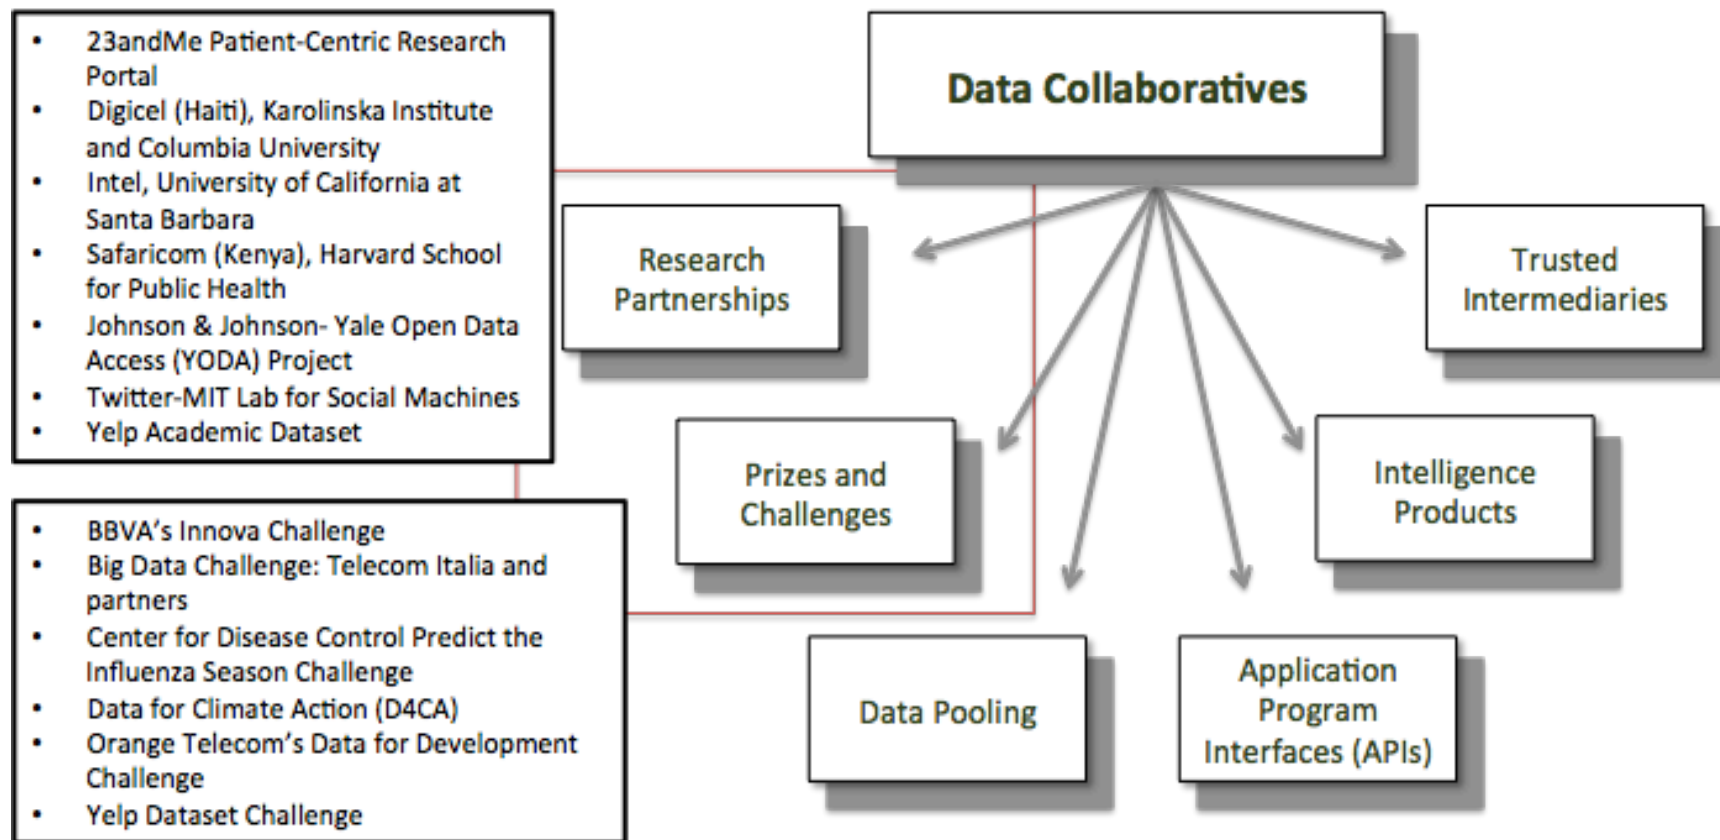 • 23andMe Patient-Centric Research
Portal
• Digicel (Haiti), Karolinska Institute
and Columbia University
• Intel, University of California at
Santa Barbara
• Safaricom (Kenya), Harvard School
for Public Health
• Johnson & Johnson- Yale Open Data
Access (YODA) Project
• Twitter-MIT Lab for Social Machines
• Yelp Academic Dataset
• BBVA’s Innova Challenge
• Big Data Challenge: Telecom Italia and
partners
• Center for Disease Control Predict the
Influenza Season Challenge
• Data for Climate Action (D4CA)
• Orange Telecom’s Data for Development
Challenge
• Yelp Dataset Challenge
Data Collaboratives
Research
Partnerships
Trusted
Intermediaries
Prizes and
Challenges
Intelligence
Products
Data Pooling
Application
Program
Interfaces (APIs)